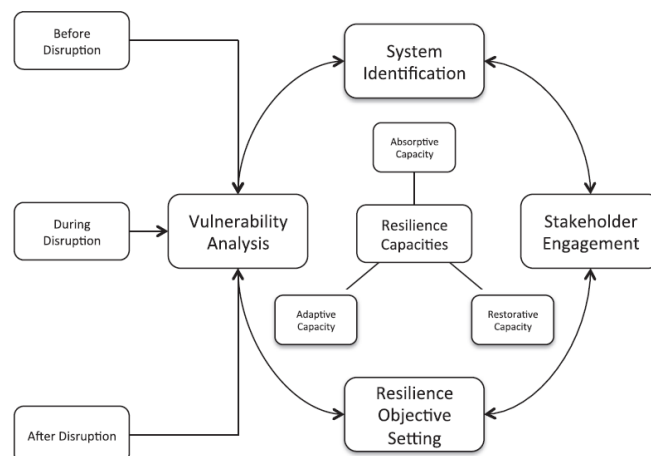 Before
Disruption
System
Identification
Absorptive
Capacity
During
Disruption
Vulnerability
Analysis
Resilience
Capacities
Stakeholder
Engagement
Adaptive
Capacity
Restorative
Capacity
Resilience
Objective
Setting
After Disruption